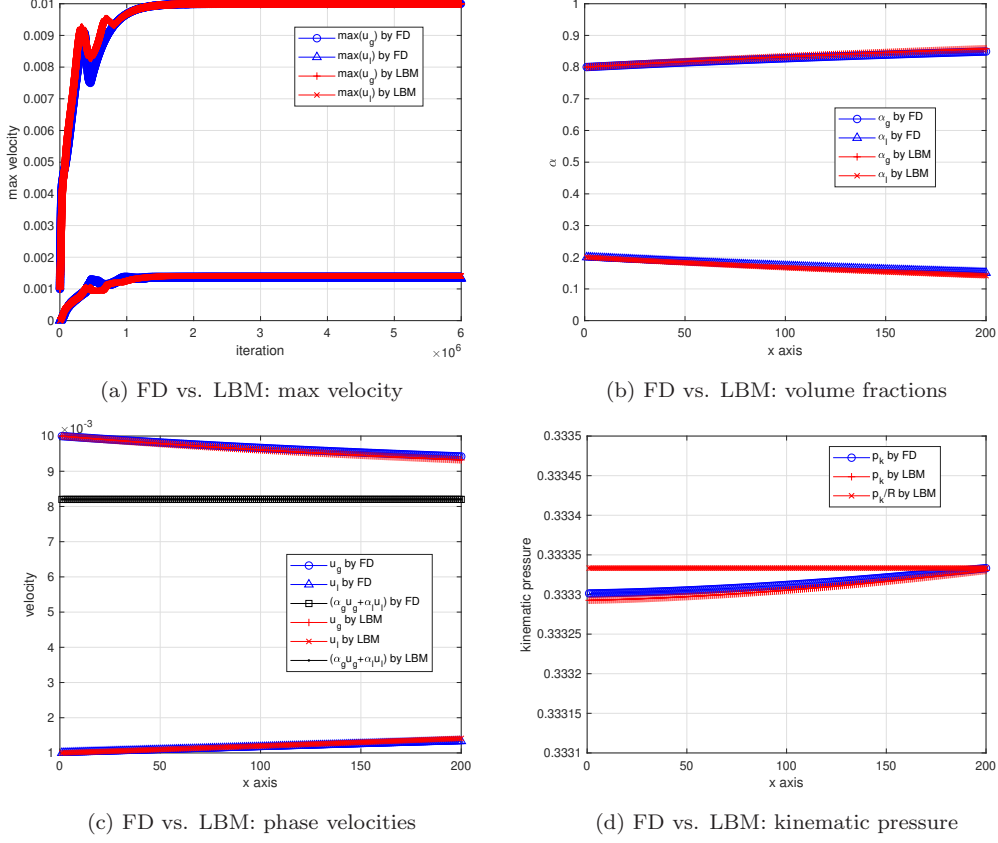 0.01
0.009
0.008
0.007
0.006
0.005
0.004
0.003
0.002
0.001
0
max velocity
0 1 2 3 4 5 6
iteration
×10^6
max(u_g) by FD
max(u_l) by FD
max(u_g) by LBM
max(u_l) by LBM
(a) FD vs. LBM: max velocity
1
0.9
0.8
0.7
0.6
0.5
0.4
0.3
0.2
0.1
0
α
0 50 100 150 200
x axis
α_g by FD
α_l by FD
α_g by LBM
α_l by LBM
(b) FD vs. LBM: volume fractions
×10^-3
10
9
8
7
6
5
4
3
2
1
velocity
0 50 100 150 200
x axis
u_g by FD
u_l by FD
(α_g u_g+α_l u_l) by FD
u_g by LBM
u_l by LBM
(α_g u_g+α_l u_l) by LBM
(c) FD vs. LBM: phase velocities
0.33335
0.333345
0.33334
0.333335
0.33333
0.333325
0.33332
0.333315
0.33331
kinematic pressure
0 50 100 150 200
x axis
p_k by FD
p_k by LBM
p_k/R by LBM
(d) FD vs. LBM: kinematic pressure